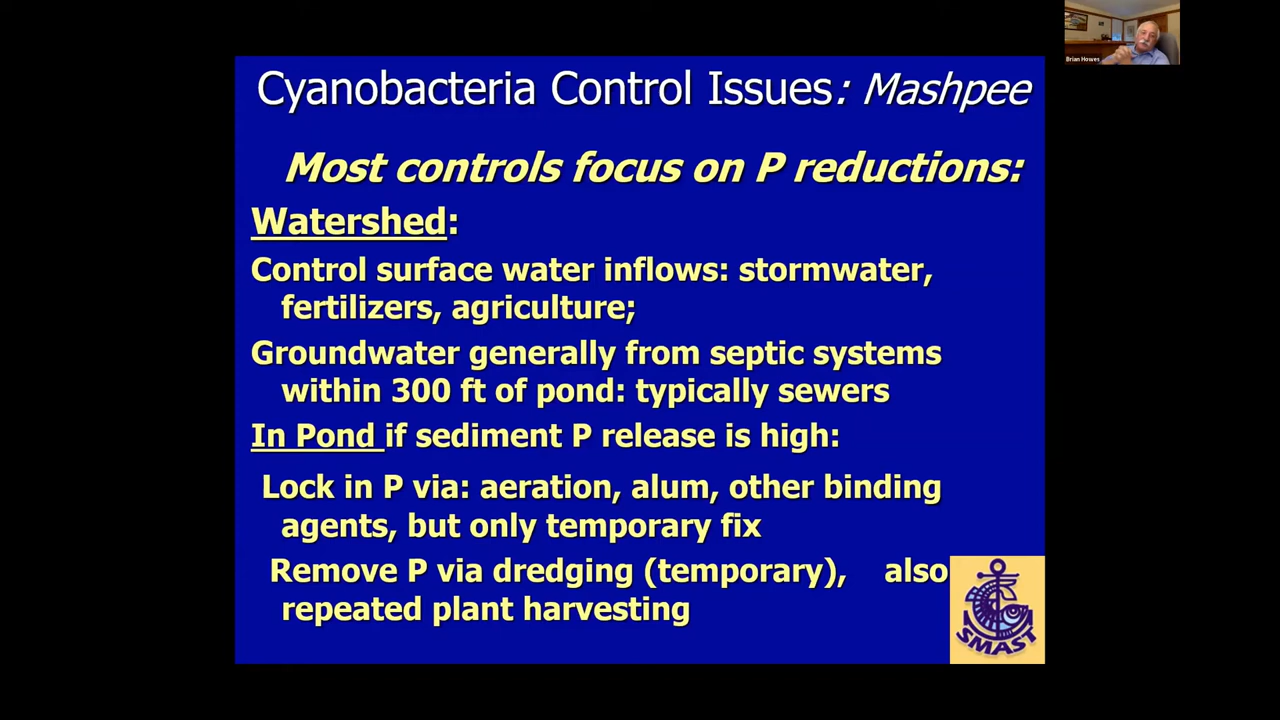 Brian Howes
Cyanobacteria Control Issues: Mashpee
Most controls focus on P reductions:
Watershed:
Control surface water inflows: stormwater,
fertilizers, agriculture;
Groundwater generally from septic systems
within 300 ft of pond: typically sewers
In Pond if sediment P release is high:
Lock in P via: aeration, alum, other binding
agents, but only temporary fix
Remove P via dredging (temporary), also
repeated plant harvesting
SMAST